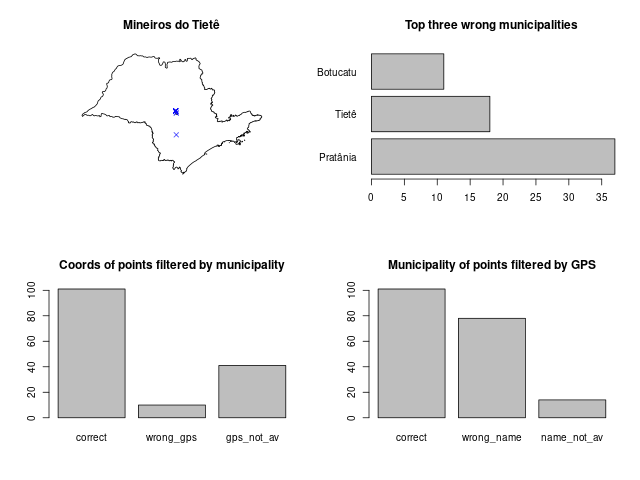 Mineiros do Tietê
Top three wrong municipalities
Botucatu
Tietê
Pratânia
0 5 10 15 20 25 30 35
Coords of points filtered by municipality
0 20 40 60 80 100
correct wrong_gps gps_not_av
Municipality of points filtered by GPS
0 20 40 60 80 100
correct wrong_name name_not_av